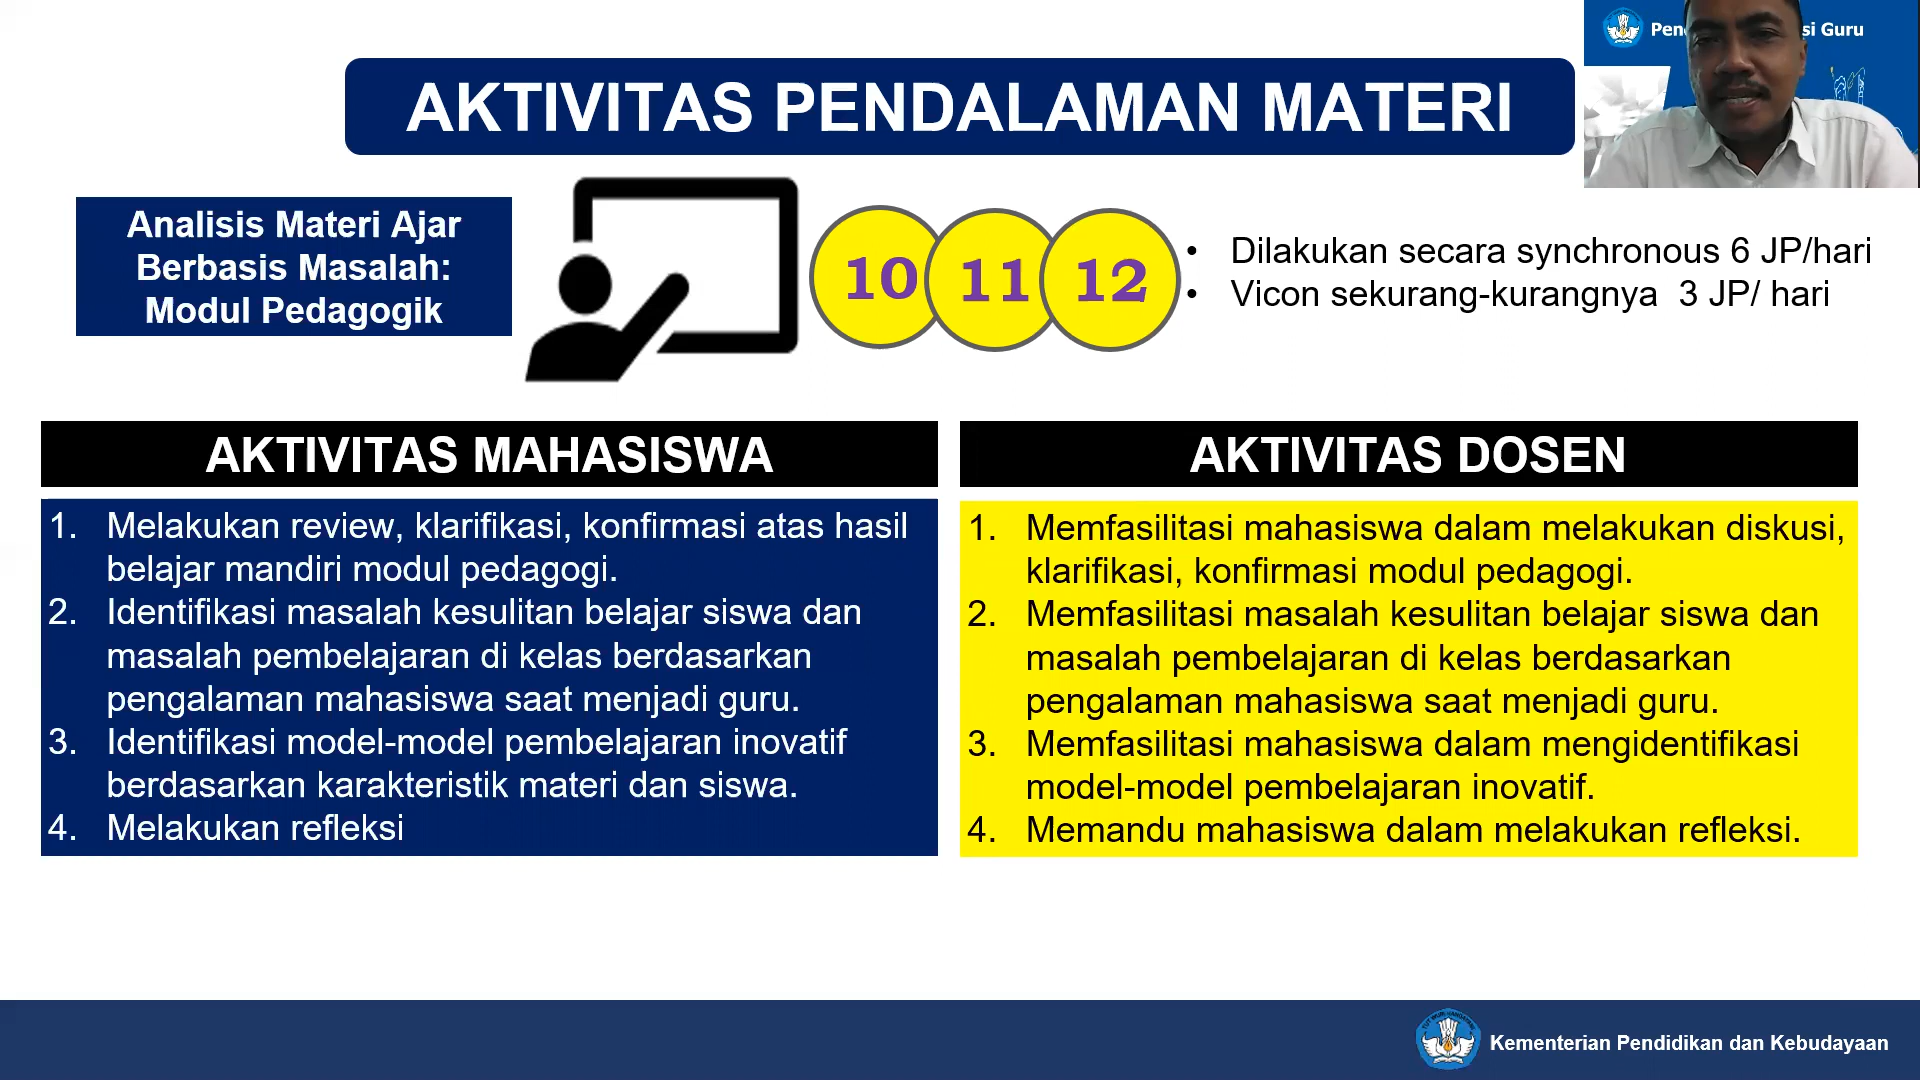 Pen
si Guru
AKTIVITAS PENDALAMAN MATERI
Analisis Materi Ajar
Berbasis Masalah:
Modul Pedagogik
10
11
12
• Dilakukan secara synchronous 6 JP/hari
• Vicon sekurang-kurangnya 3 JP/ hari
AKTIVITAS MAHASISWA
1. Melakukan review, klarifikasi, konfirmasi atas hasil
belajar mandiri modul pedagogi.
2. Identifikasi masalah kesulitan belajar siswa dan
masalah pembelajaran di kelas berdasarkan
pengalaman mahasiswa saat menjadi guru.
3. Identifikasi model-model pembelajaran inovatif
berdasarkan karakteristik materi dan siswa.
4. Melakukan refleksi
AKTIVITAS DOSEN
1. Memfasilitasi mahasiswa dalam melakukan diskusi,
klarifikasi, konfirmasi modul pedagogi.
2. Memfasilitasi masalah kesulitan belajar siswa dan
masalah pembelajaran di kelas berdasarkan
pengalaman mahasiswa saat menjadi guru.
3. Memfasilitasi mahasiswa dalam mengidentifikasi
model-model pembelajaran inovatif.
4. Memandu mahasiswa dalam melakukan refleksi.
Kementerian Pendidikan dan Kebudayaan